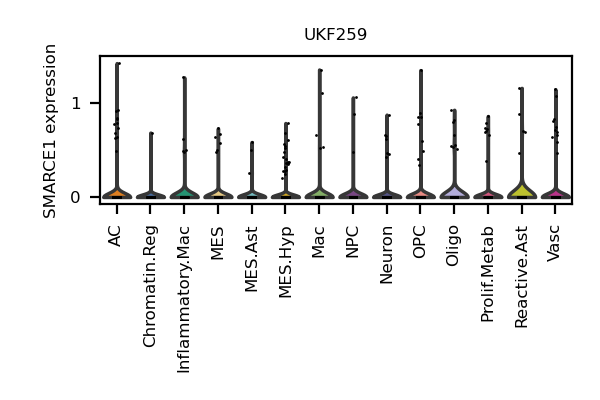 UKF259
SMARCE1 expression
1
0
AC
Chromatin.Reg
Inflammatory.Mac
MES
MES.Ast
MES.Hyp
Mac
NPC
Neuron
OPC
Oligo
Prolif.Metab
Reactive.Ast
Vasc